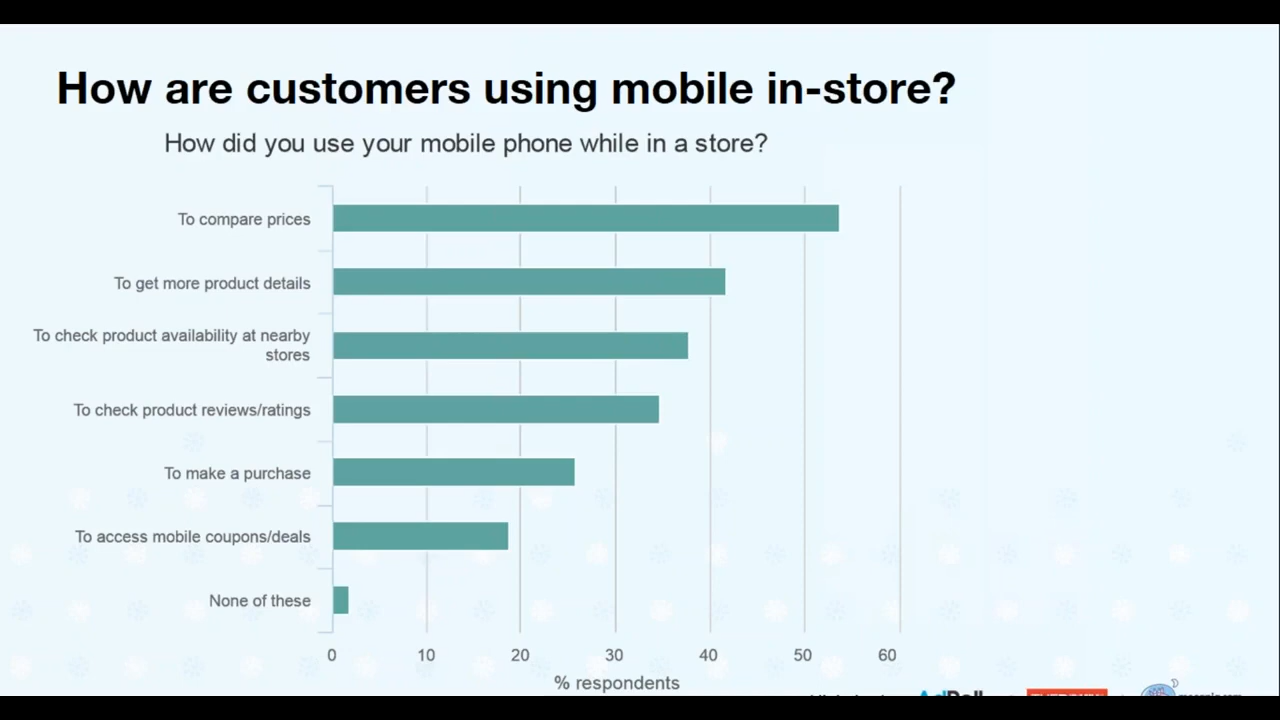 How are customers using mobile in-store?
How did you use your mobile phone while in a store?
To compare prices
To get more product details
To check product availability at nearby
stores
To check product reviews/ratings
To make a purchase
To access mobile coupons/deals
None of these
0 10 20 30 40 50 60
% respondents
AdRoll